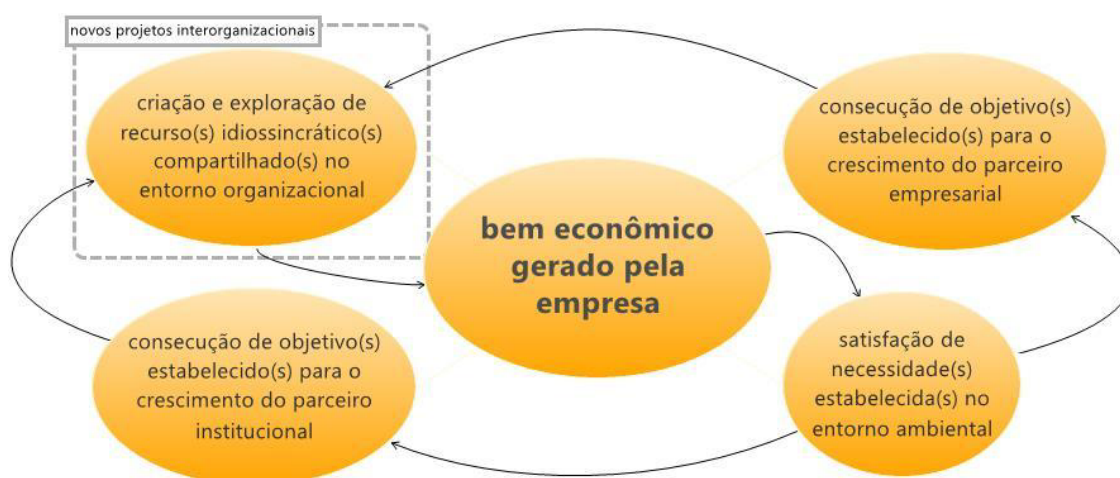 novos projetos interorganizacionais
criação e exploração de
recurso(s) idiossincrático(s)
compartilhado(s) no
entorno organizacional
consecução de objetivo(s)
estabelecido(s) para o
crescimento do parceiro
empresarial
bem econômico
gerado pela
empresa
consecução de objetivo(s)
estabelecido(s) para o
crescimento do parceiro
institucional
satisfação de
necessidade(s)
estabelecida(s) no
entorno ambiental